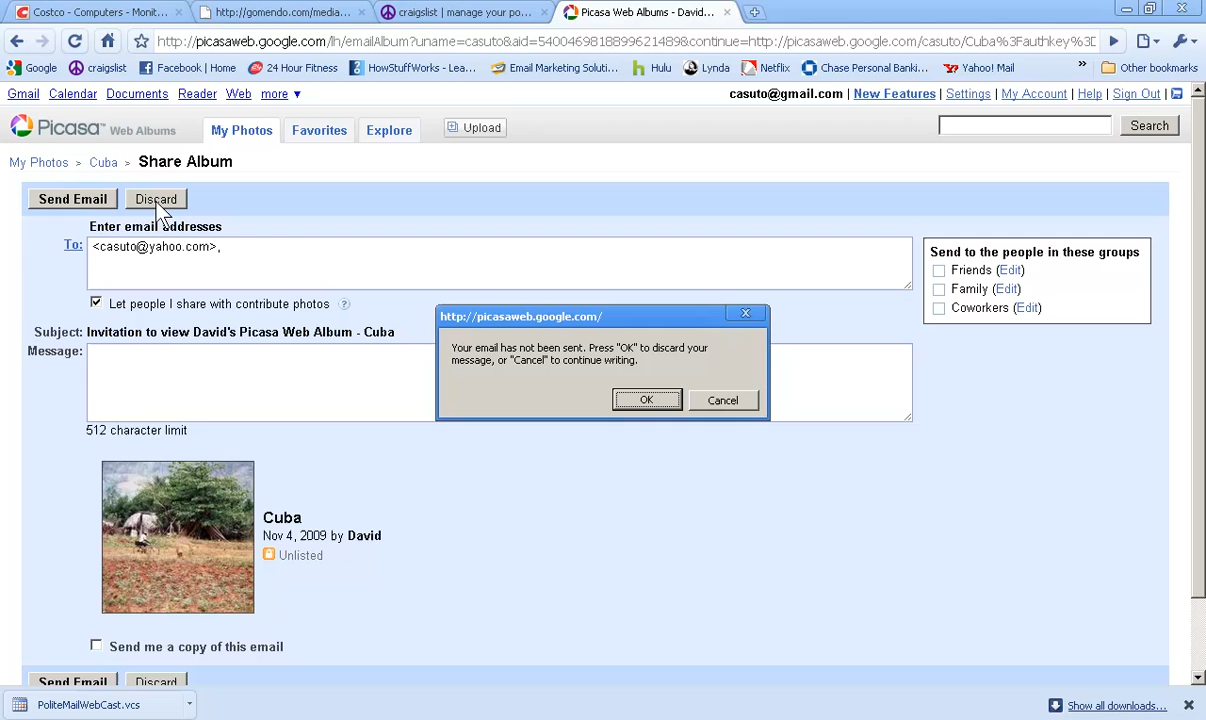 Costco - Computers - Monit...
http://gomendo.com/media...
craigslist | manage your po...
Picasa Web Albums - David...
http://picasaweb.google.com/lh/emailAlbum?uname=casuto&aid=5400469818899621489&continue=http://picasaweb.google.com/casuto/Cuba%3Fauthkey%3D
Google craigslist Facebook | Home 24 Hour Fitness HowStuffWorks - Lea... Email Marketing Soluti... Hulu Lynda Netflix Chase Personal Banki... Yahoo! Mail » Other bookmarks
Gmail Calendar Documents Reader Web more ▼ casuto@gmail.com | New Features | Settings | My Account | Help | Sign Out |
Picasa™ Web Albums My Photos Favorites Explore Upload Search
My Photos > Cuba > Share Album
Send Email Discard
Enter email addresses
To: <casuto@yahoo.com>,
Let people I share with contribute photos ?
Send to the people in these groups
Friends (Edit)
Family (Edit)
Coworkers (Edit)
Subject: Invitation to view David's Picasa Web Album - Cuba
Message:
512 character limit
http://picasaweb.google.com/
Your email has not been sent. Press "OK" to discard your
message, or "Cancel" to continue writing.
OK Cancel
Cuba
Nov 4, 2009 by David
Unlisted
Send me a copy of this email
Send Email Discard
PoliteMailWebCast.vcs
Show all downloads...